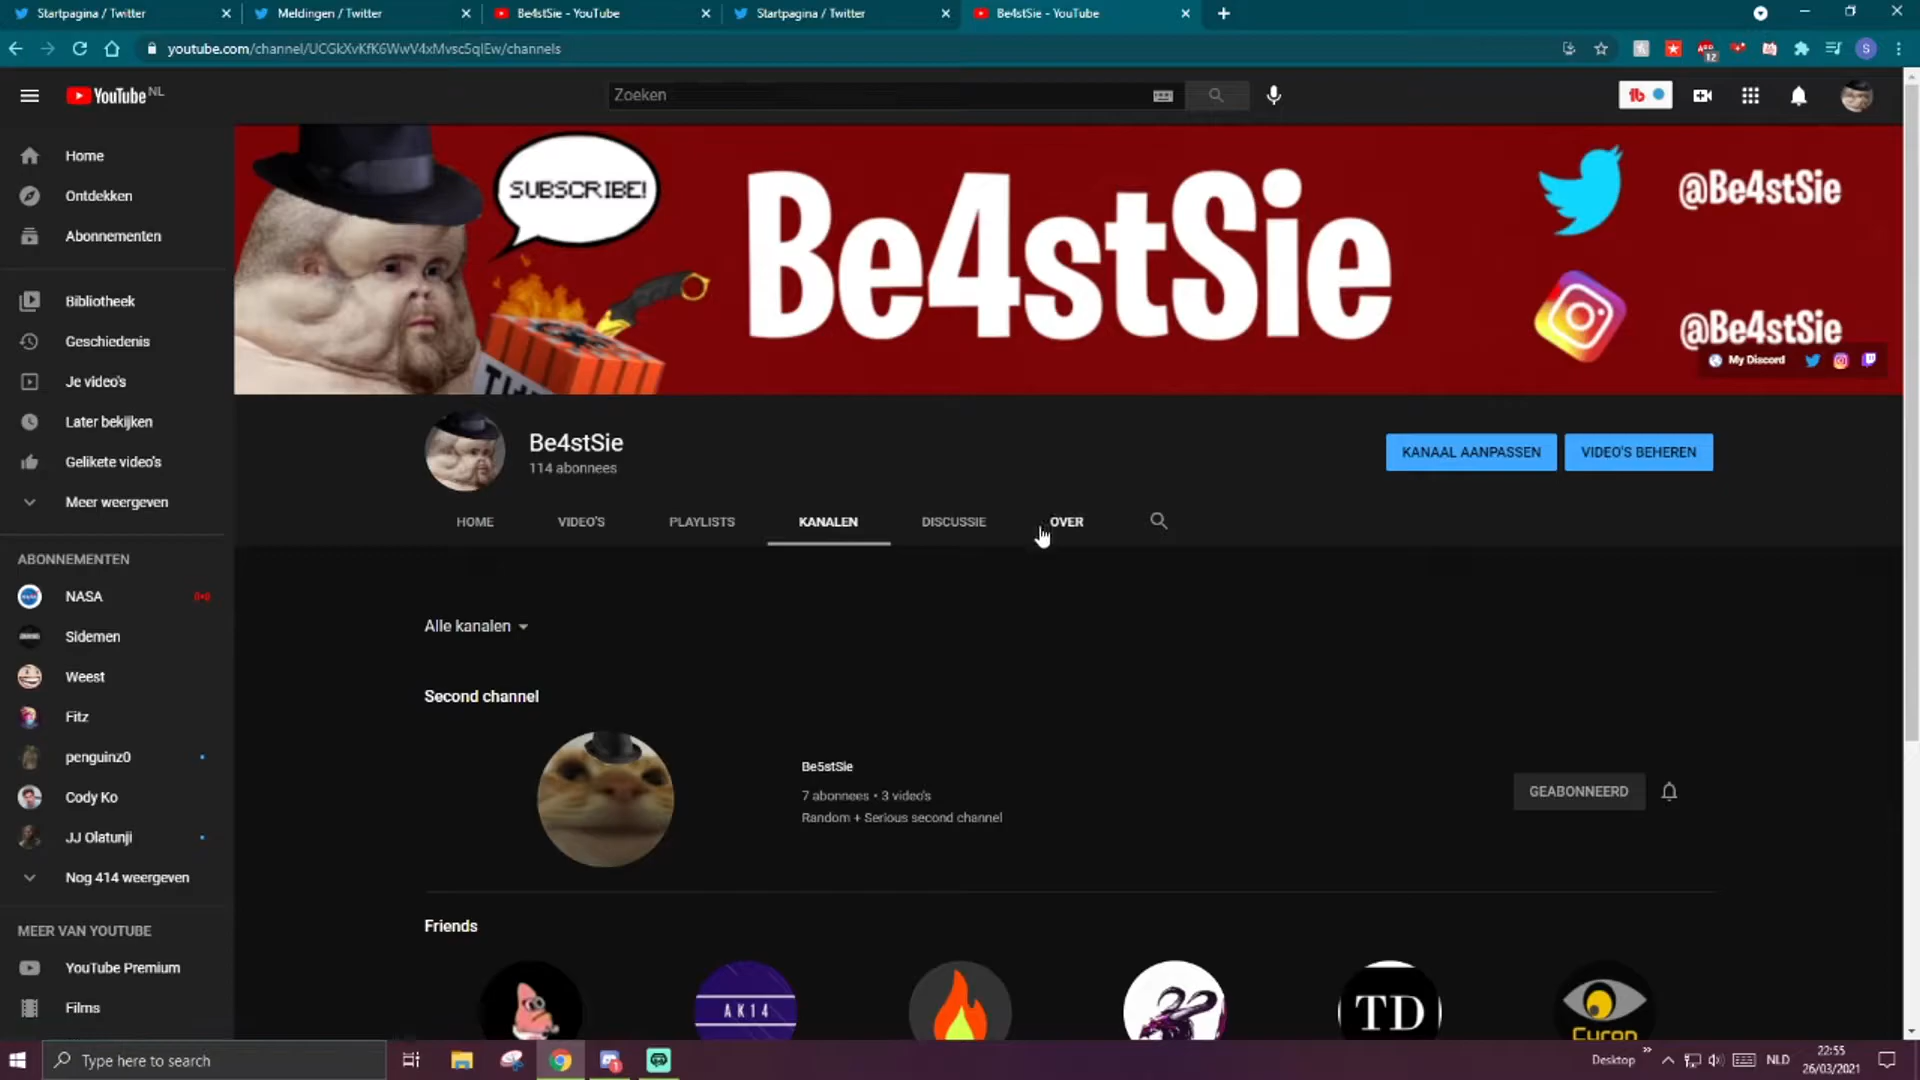 Startpagina / Twitter
Meldingen / Twitter
Be4stSie - YouTube
Startpagina / Twitter
Be4stSie - YouTube
youtube.com/channel/UCGkXvKfK6WwV4xMvscSqlEw/channels
12
S
YouTube NL
Zoeken
Home
Ontdekken
Abonnementen
Bibliotheek
Geschiedenis
Je video's
Later bekijken
Gelikete video's
Meer weergeven
ABONNEMENTEN
NASA
Sidemen
Weest
Fitz
penguinz0
Cody Ko
JJ Olatunji
Nog 414 weergeven
MEER VAN YOUTUBE
YouTube Premium
Films
SUBSCRIBE!
Be4stSie
@Be4stSie
@Be4stSie
My Discord
Be4stSie
114 abonnees
KANAAL AANPASSEN
VIDEO'S BEHEREN
HOME
VIDEO'S
PLAYLISTS
KANALEN
DISCUSSIE
OVER
Alle kanalen
Second channel
Be5stSie
7 abonnees • 3 video's
Random + Serious second channel
GEABONNEERD
Friends
AK14
TD
Cyron
Type here to search
Desktop
NLD
22:55
26/03/2021